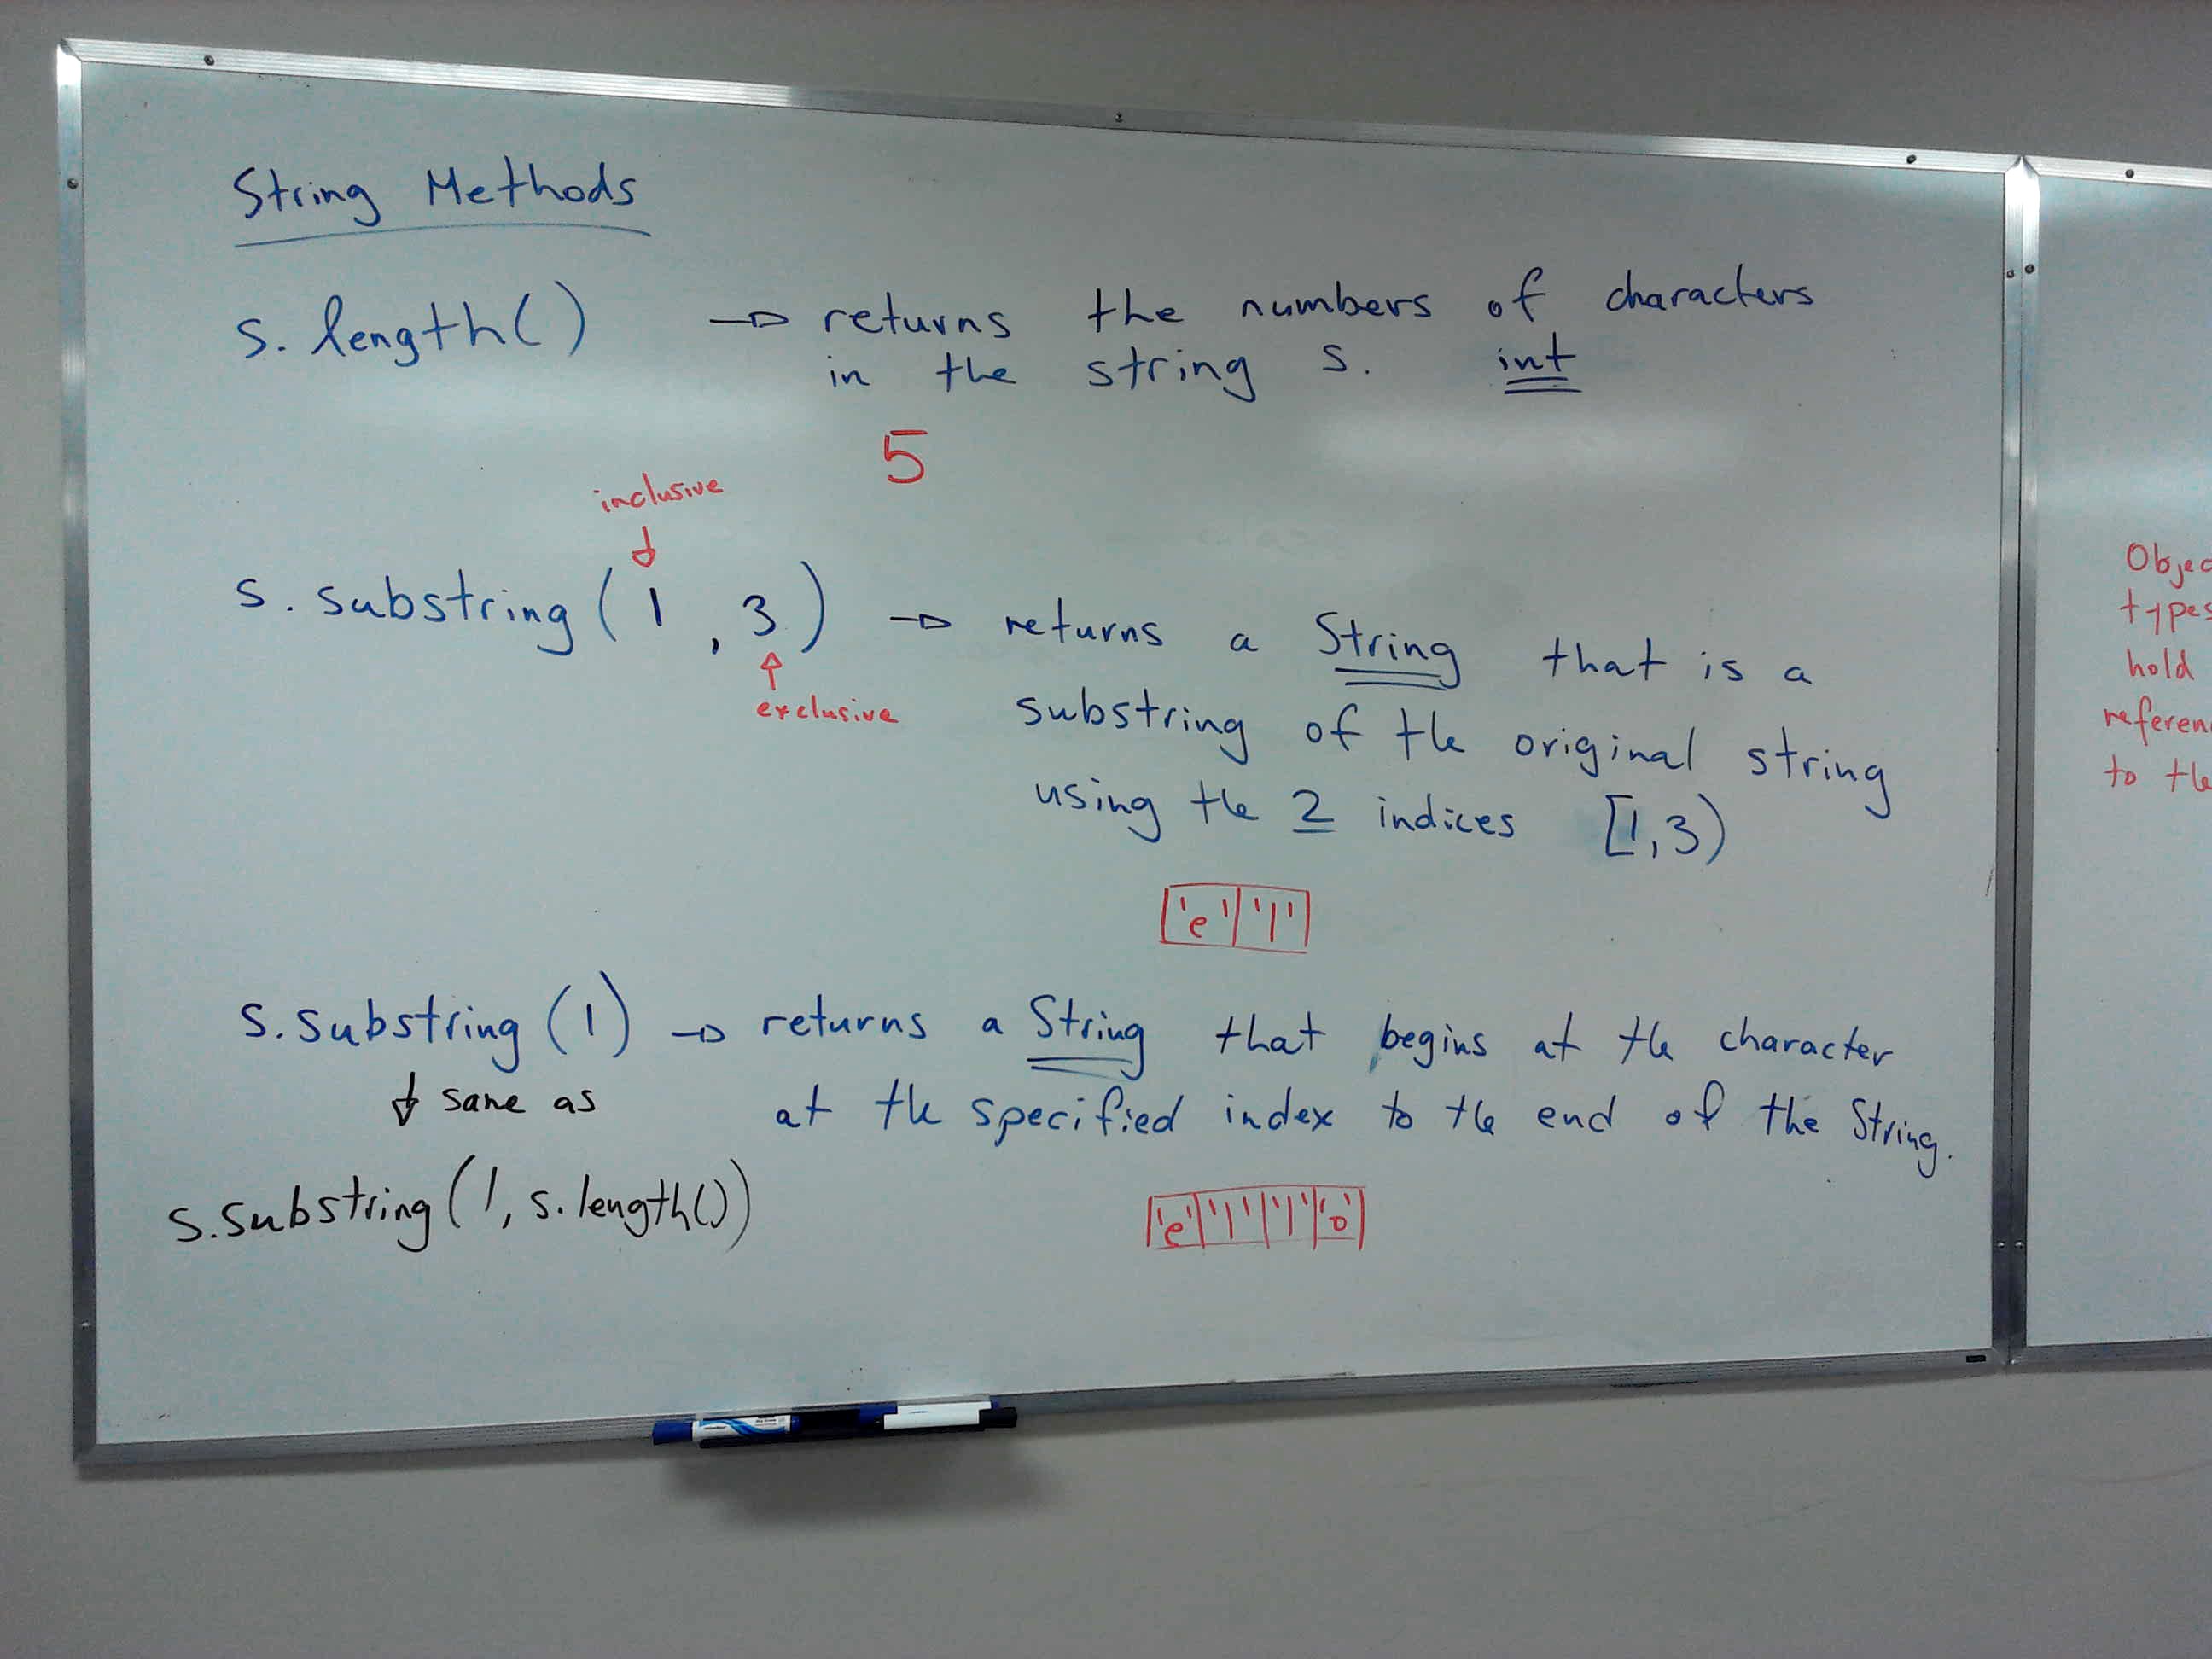 String Methods
s.length() → returns the numbers of characters
in the string s. int
5
inclusive
↓
s.substring(1, 3) → returns a String that is a
↑
exclusive
substring of the original string
using the 2 indices [1,3)
'e' 'l'
s.substring(1) → returns a String that begins at the character
↓ same as
at the specified index to the end of the String.
s.substring(1, s.length())
'e' 'l' 'l' 'o'
Objec
types
hold
referen
to the